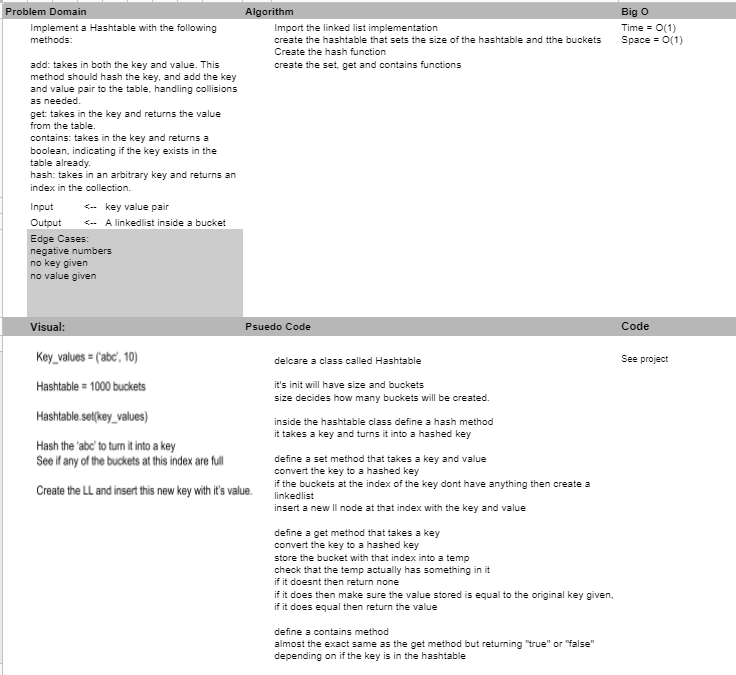 Problem Domain
Implement a Hashtable with the following
methods:
add: takes in both the key and value. This
method should hash the key, and add the key
and value pair to the table, handling collisions
as needed.
get: takes in the key and returns the value
from the table.
contains: takes in the key and returns a
boolean, indicating if the key exists in the
table already.
hash: takes in an arbitrary key and returns an
index in the collection.
Input <-- key value pair
Output <-- A linkedlist inside a bucket
Edge Cases:
negative numbers
no key given
no value given
Algorithm
Import the linked list implementation
create the hashtable that sets the size of the hashtable and tthe buckets
Create the hash function
create the set, get and contains functions
Big O
Time = O(1)
Space = O(1)
Visual:
Key_values = ('abc', 10)
Hashtable = 1000 buckets
Hashtable.set(key_values)
Hash the 'abc' to turn it into a key
See if any of the buckets at this index are full
Create the LL and insert this new key with it's value.
Psuedo Code
delcare a class called Hashtable
it's init will have size and buckets
size decides how many buckets will be created.
inside the hashtable class define a hash method
it takes a key and turns it into a hashed key
define a set method that takes a key and value
convert the key to a hashed key
if the buckets at the index of the key dont have anything then create a
linkedlist
insert a new ll node at that index with the key and value
define a get method that takes a key
convert the key to a hashed key
store the bucket with that index into a temp
check that the temp actually has something in it
if it doesnt then return none
if it does then make sure the value stored is equal to the original key given,
if it does equal then return the value
define a contains method
almost the exact same as the get method but returning "true" or "false"
depending on if the key is in the hashtable
Code
See project